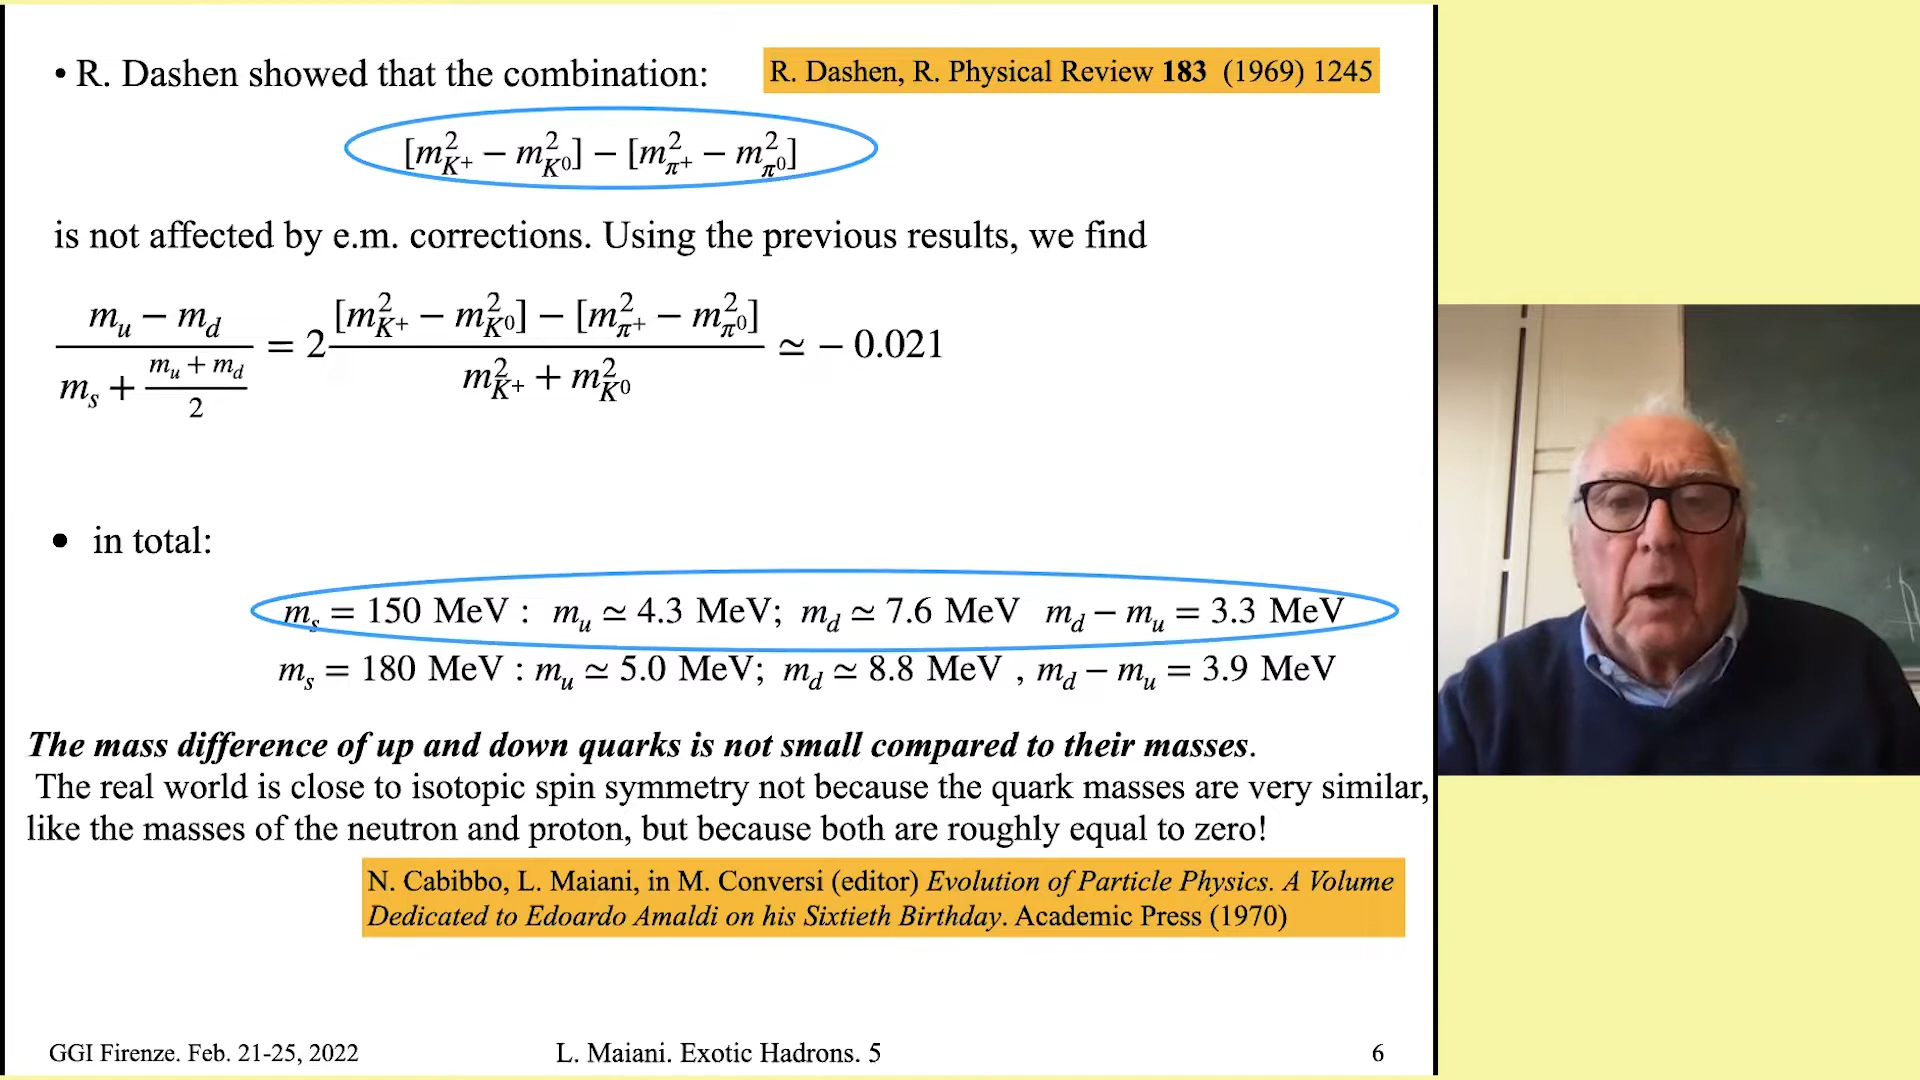 • R. Dashen showed that the combination:
R. Dashen, R. Physical Review 183 (1969) 1245
[m²_{K⁺} − m²_{K⁰}] − [m²_{π⁺} − m²_{π⁰}]
is not affected by e.m. corrections. Using the previous results, we find
\frac{m_u − m_d}{m_s + \frac{m_u + m_d}{2}} = 2 \frac{[m²_{K⁺} − m²_{K⁰}] − [m²_{π⁺} − m²_{π⁰}]}{m²_{K⁺} + m²_{K⁰}} ≃ − 0.021
• in total:
m_s = 150 MeV : m_u ≃ 4.3 MeV; m_d ≃ 7.6 MeV m_d − m_u = 3.3 MeV
m_s = 180 MeV : m_u ≃ 5.0 MeV; m_d ≃ 8.8 MeV , m_d − m_u = 3.9 MeV
The mass difference of up and down quarks is not small compared to their masses.
The real world is close to isotopic spin symmetry not because the quark masses are very similar,
like the masses of the neutron and proton, but because both are roughly equal to zero!
N. Cabibbo, L. Maiani, in M. Conversi (editor) Evolution of Particle Physics. A Volume
Dedicated to Edoardo Amaldi on his Sixtieth Birthday. Academic Press (1970)
GGI Firenze. Feb. 21-25, 2022
L. Maiani. Exotic Hadrons. 5
6